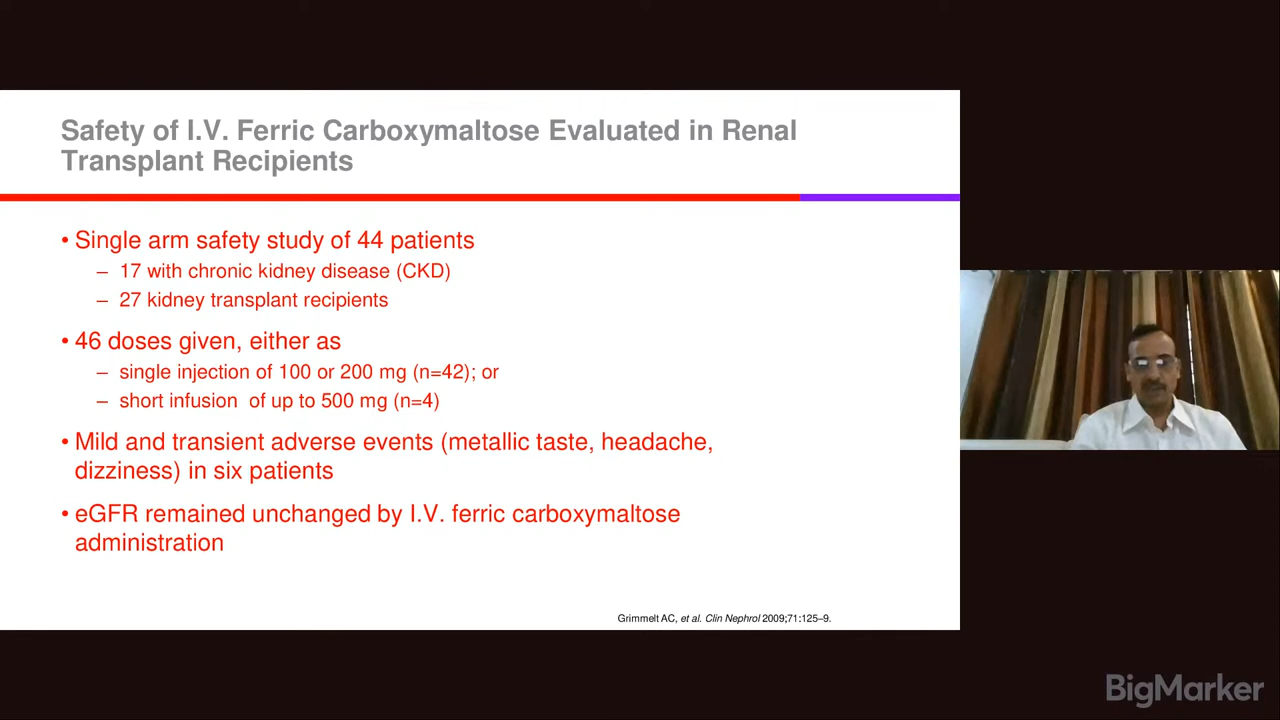 Safety of I.V. Ferric Carboxymaltose Evaluated in Renal
Transplant Recipients
• Single arm safety study of 44 patients
– 17 with chronic kidney disease (CKD)
– 27 kidney transplant recipients
• 46 doses given, either as
– single injection of 100 or 200 mg (n=42); or
– short infusion of up to 500 mg (n=4)
• Mild and transient adverse events (metallic taste, headache,
dizziness) in six patients
• eGFR remained unchanged by I.V. ferric carboxymaltose
administration
Grimmelt AC, et al. Clin Nephrol 2009;71:125–9.
BigMarker